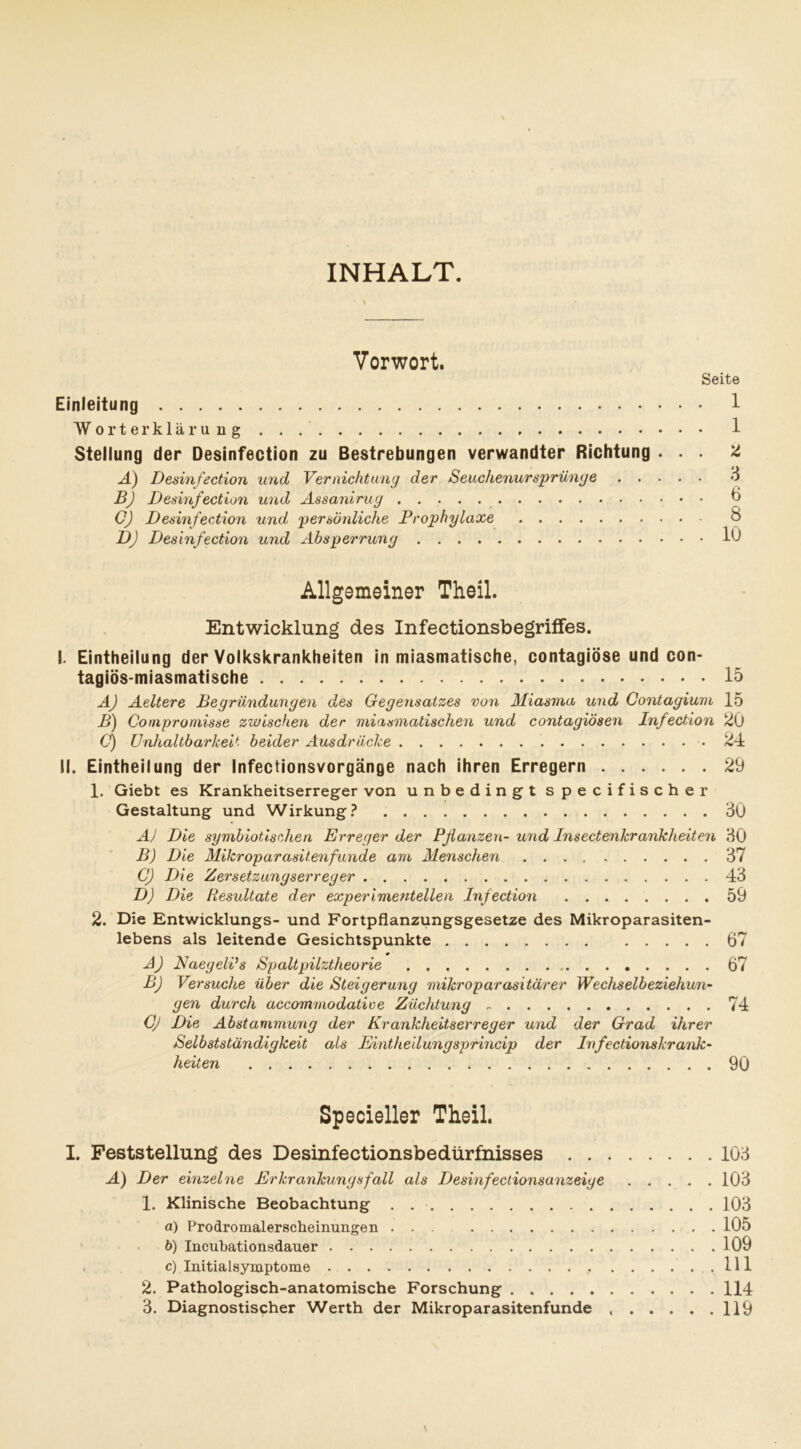 INHALT.
Vorwort.
Seite
Einleitung . . . . . . . . . . . . . . . . . . . . 1
Worterklärung . . . . . . . . . . . . . . . . . . . . 1
Stellung der Desinfection zu Bestrebungen verwandter Richtung . . . 2
A) Desinfection und Vernichtung der Seuchenursprünge . . . . . 3
B) Desinfection und Assanirug . . . . . . . . . . . . . . . . 6
C) Desinfection und persönliche Prophylaxe . . . . . . . . . . 8
D) Desinfection und Absperrung . . . . . . . . . . . . . . . . 10
Allgemeiner Theil.
Entwicklung des Infectionsbegriffes.
I. Eintheilung der Volkskrankheiten in miasmatische, contagiöse und con-
tagiös-miasmatische . . . . . . . . . . . . . . . . . . . . 15
A) Aeltere Begründungen des Gegensatzes von Miasma und Contagium 15
B) Compromisse zwischen der miasmatischen und contagiösen Infection 20
C) Unhaltbarkeit beider Ausdrücke . . . . . . . . . . . . . . . . 24
II. Eintheilung der Infectionsvorgänge nach ihren Erregern . . . . . . 29
1. Giebt es Krankheitserreger von unbedingt specifischer
Gestaltung und Wirkung? . . . . . . . . . . . . . . . . . 30
A) Die symbiotischen Erreger der Pflanzen- und Insectenkrankheiten 30
B) Die Mikroparasitenfunde am Menschen . . . . . . . . . . 37
C) Die Zersetzungserreger . . . . . . . . . . . . . . . . . . 43
D) Die Resultate der experimentellen Infection . . . . . . . . 59
2. Die Entwicklungs- und Fortpflanzungsgesetze des Mikroparasiten-
lebens als leitende Gesichtspunkte . . . . . . . . . . . . . 67
A) Naegeli's Spaltpilztheorie . . . . . . . . . . . . . . . . 67
B) Versuche über die Steigerung mikroparasitärer Wechselbeziehun-
gen durch accommodative Züchtung . . . . . . . . . . . . 74
C) Die Abstammung der Krankheitserreger und der Grad ihrer
Selbstständigkeit als Eintheilungsprincip der Infectionskrank-
heiten . . . . . . . . . . . . . . . . . . . . . . . . 90
Specieller Theil.
I. Feststellung des Desinfectionsbedürfnisses . . . . . . . . 103
A) Der einzelne Erkrankungsfall als Desinfectionsanzeige . . . . . 103
1. Klinische Beobachtung . . . . . . . . . . . . . . . . . 103
a) Prodromalerscheinungen . . . . . . . . . . . . . . . 105
b) Incubationsdauer . . . . . . . . . . . . . . . . . . . . 109
c) Initialsymptome . . . . . . . . . . . . . . . . . . . . 111
2. Pathologisch-anatomische Forschung . . . . . . . . . . . 114
3. Diagnostischer Werth der Mikroparasitenfunde . . . . . . 119